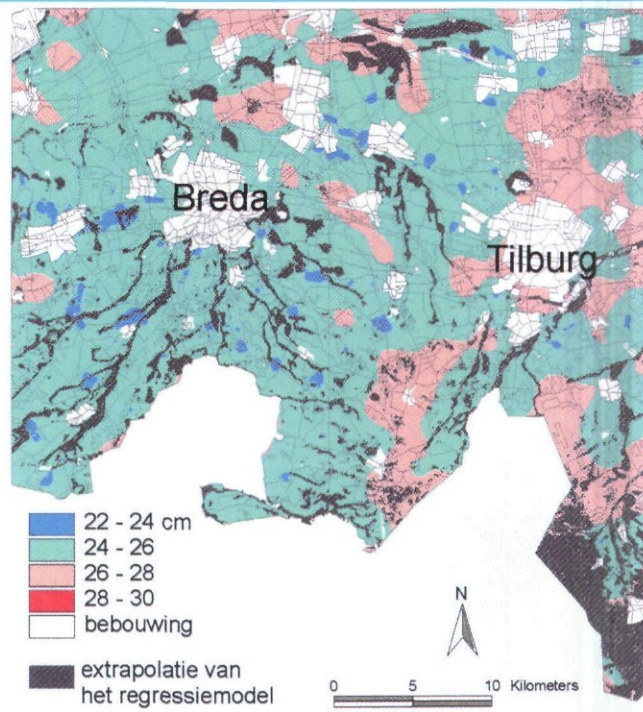 Breda
Tilburg
22 - 24 cm
24 - 26
26 - 28
28 - 30
bebouwing
extrapolatie van
het regressiemodel
N
0 5 10 Kilometers